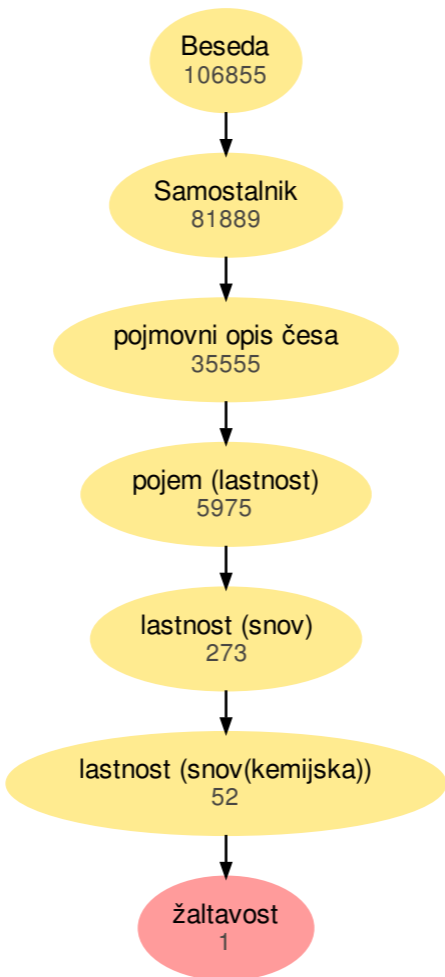 Beseda
106855
Samostalnik
81889
pojmovni opis česa
35555
pojem (lastnost)
5975
lastnost (snov)
273
lastnost (snov(kemijska))
52
žaltavost
1